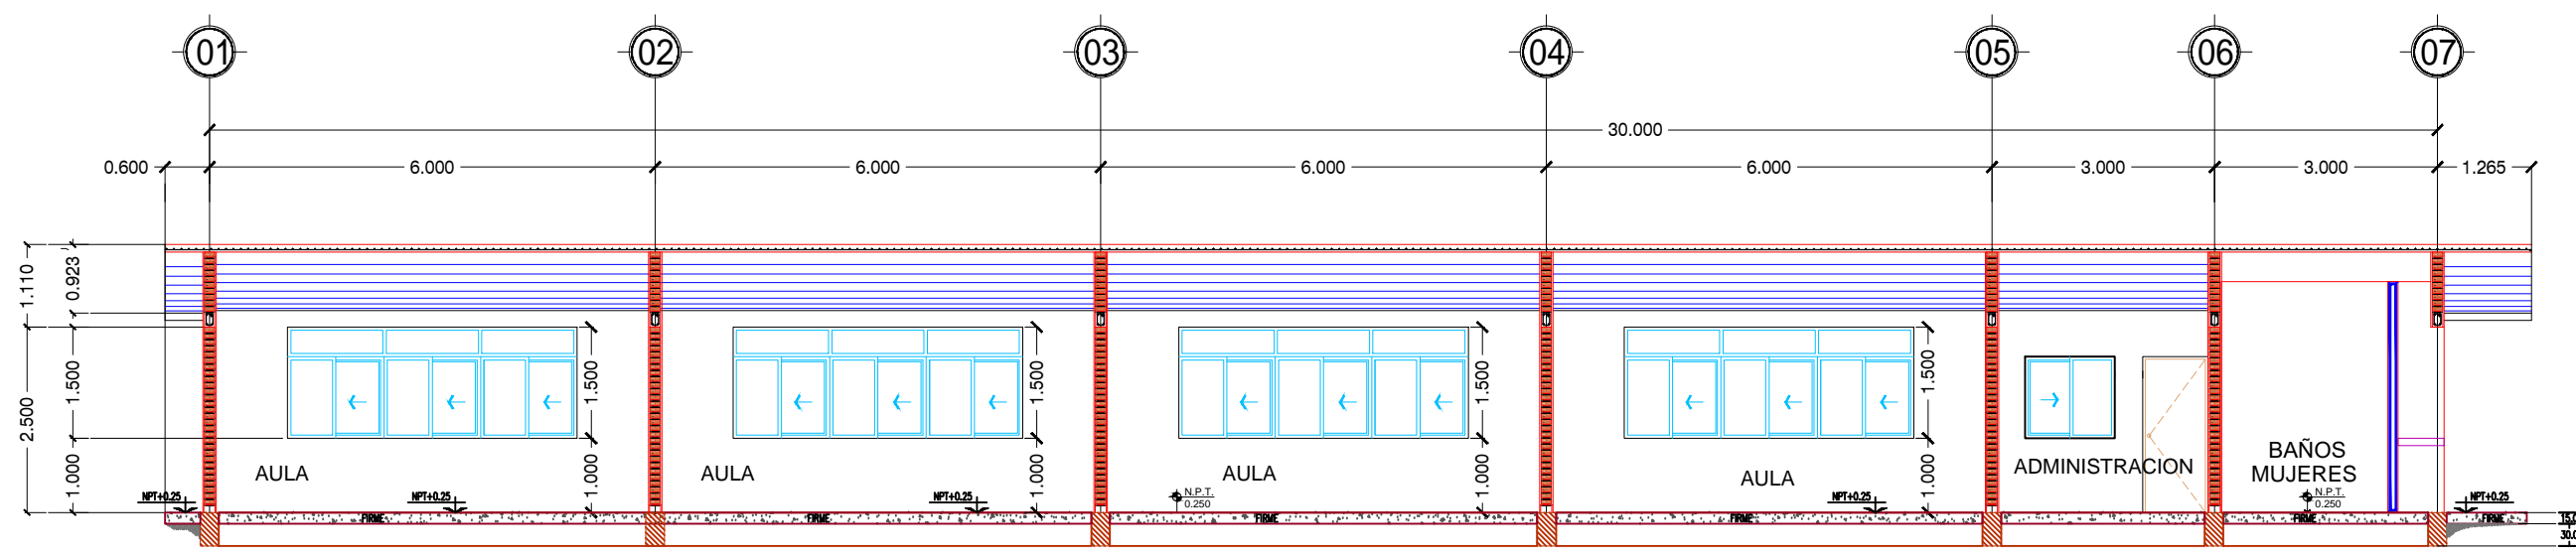 01 02 03 04 05 06 07
30.000
0.600 6.000 6.000 6.000 6.000 3.000 3.000 1.265
1.110 0.923
2.500 1.500 1.000
1.500 1.500 1.500 1.500
1.000 1.000 1.000 1.000
AULA AULA AULA AULA ADMINISTRACION
BAÑOS
MUJERES
NPT+0.25 NPT+0.25 NPT+0.25 NPT+0.25 NPT+0.25
N.P.T.
0.250
N.P.T.
0.250
FIRME FIRME FIRME FIRME FIRME FIRME